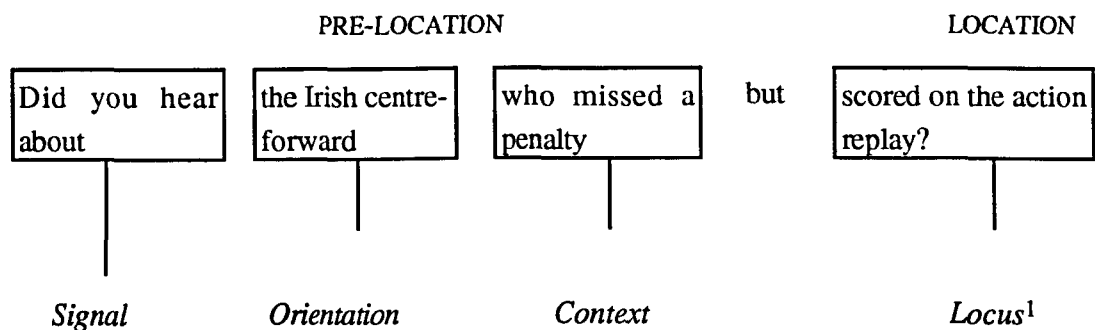 PRE-LOCATION LOCATION
Did you hear about
the Irish centre-forward
who missed a penalty
but
scored on the action replay?
Signal Orientation Context Locus1